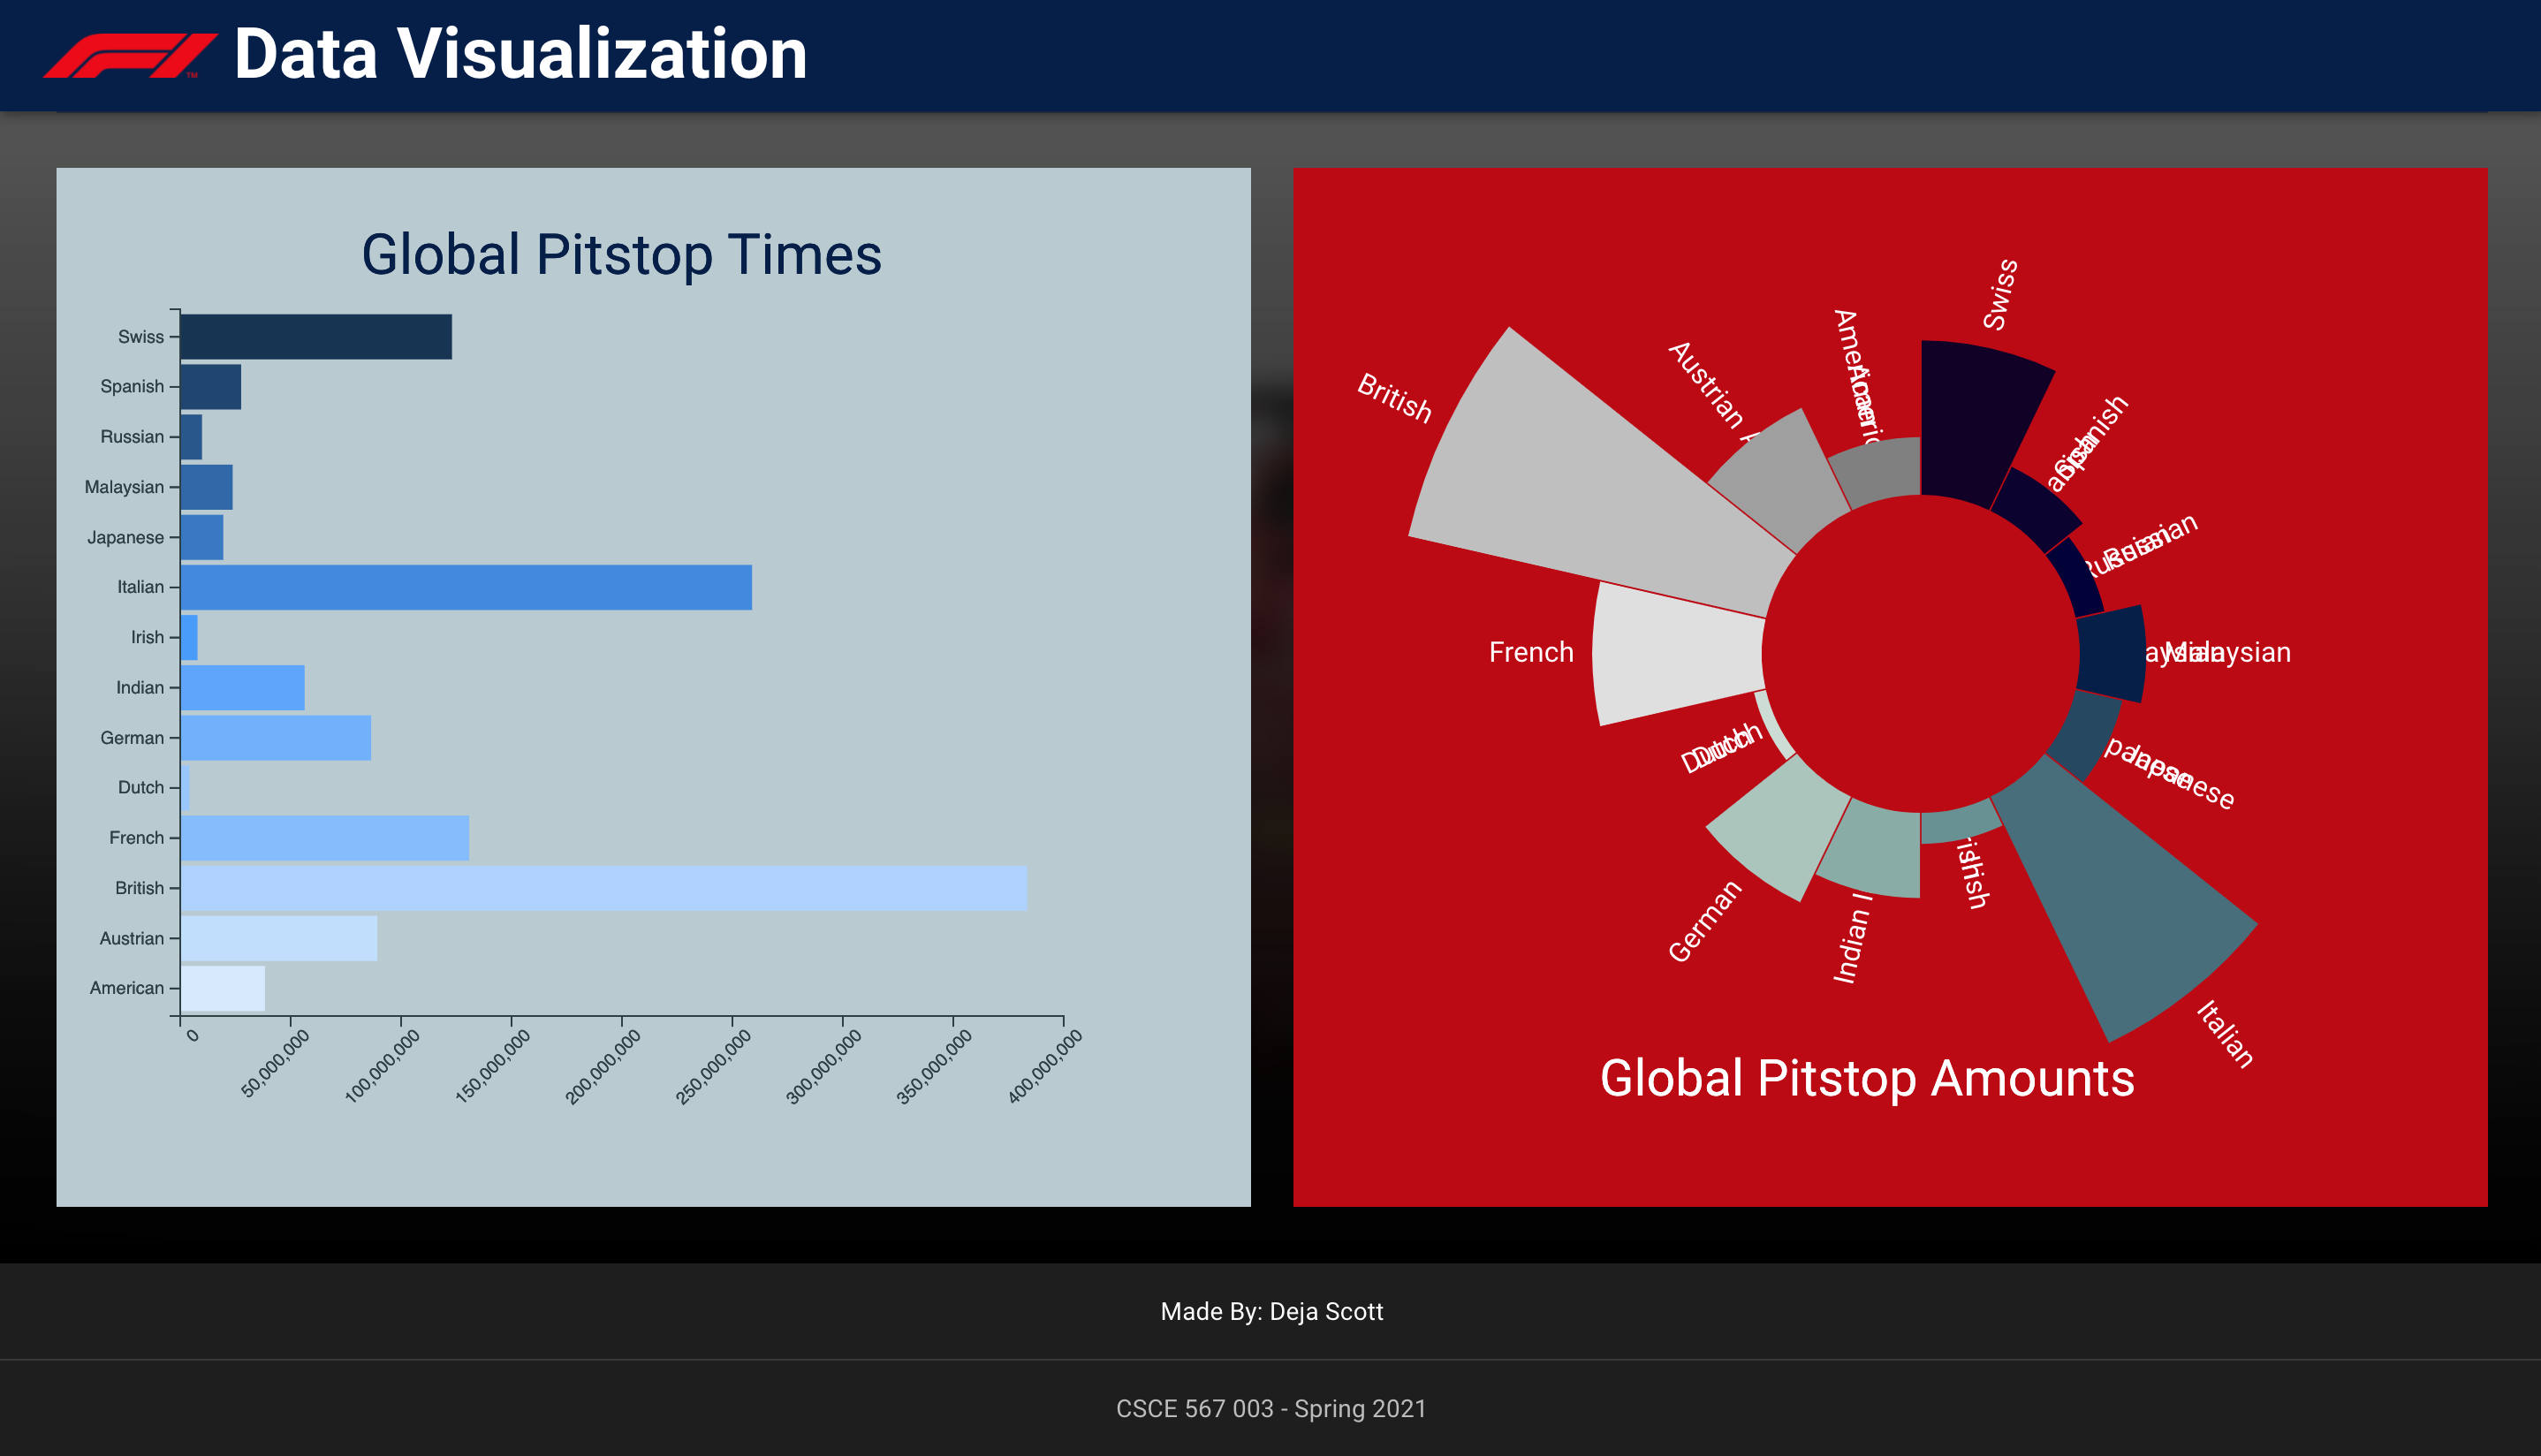 Data Visualization
Global Pitstop Times
Swiss
Spanish
Russian
Malaysian
Japanese
Italian
Irish
Indian
German
Dutch
French
British
Austrian
American
0
50,000,000
100,000,000
150,000,000
200,000,000
250,000,000
300,000,000
350,000,000
400,000,000
Swiss
American
Austrian
Spanish
British
Russian
French
Malaysian
Dutch
Japanese
German
Indian
Irish
Italian
Global Pitstop Amounts
Made By: Deja Scott
CSCE 567 003 - Spring 2021